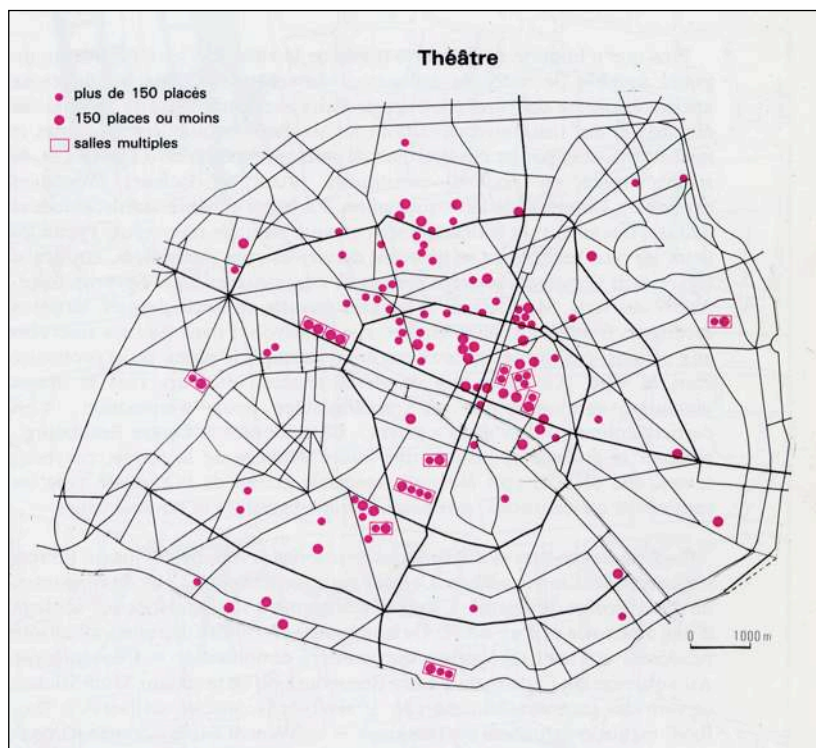 Théâtre
plus de 150 places
150 places ou moins
salles multiples
0 1000 m